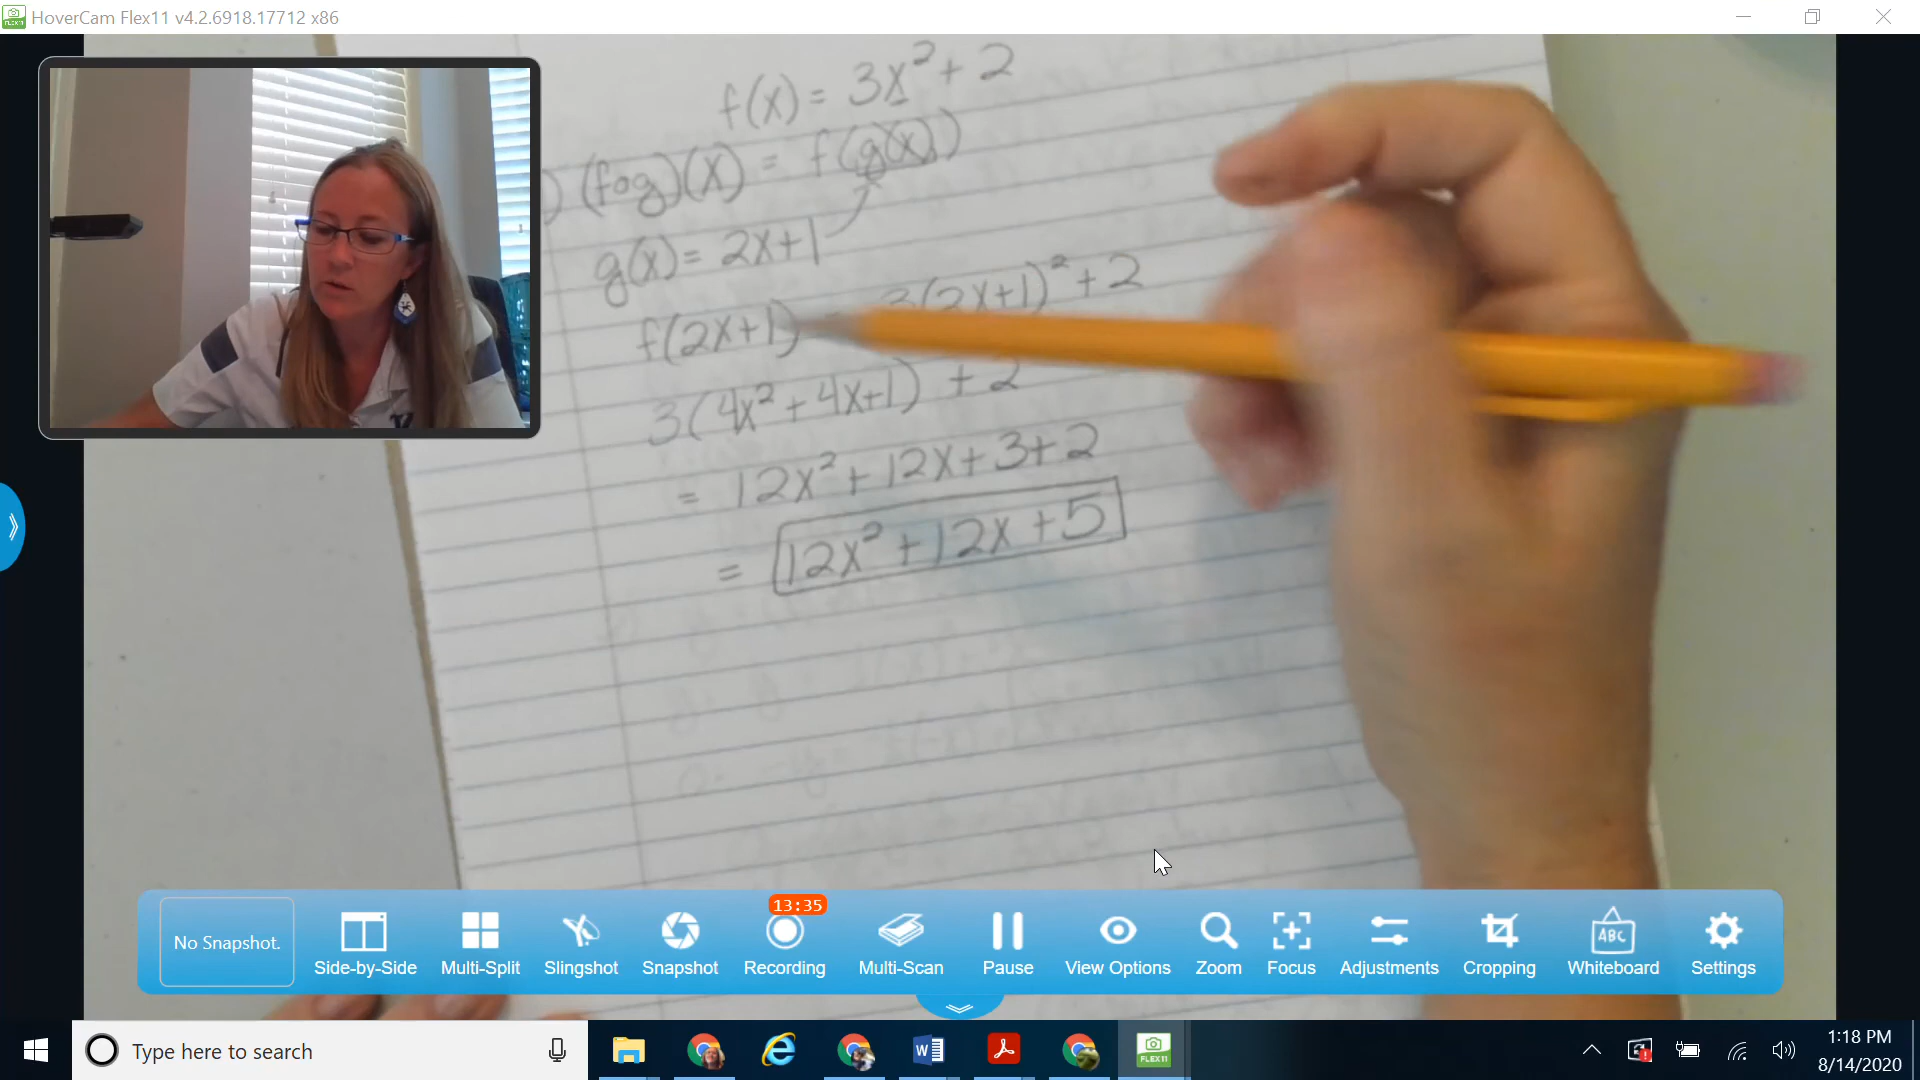 HoverCam Flex11 v4.2.6918.17712 x86
f(x) = 3x² + 2
) (fog)(x) = f(g(x))
g(x) = 2x+1
f(2x+1) = 3(2x+1)² + 2
3(4x² + 4x+1) + 2
= 12x² + 12x + 3 + 2
= 12x² + 12x + 5
13:35
No Snapshot.
Side-by-Side
Multi-Split
Slingshot
Snapshot
Recording
Multi-Scan
Pause
View Options
Zoom
Focus
Adjustments
Cropping
ABC
Whiteboard
Settings
Type here to search
FLEX11
1:18 PM
8/14/2020